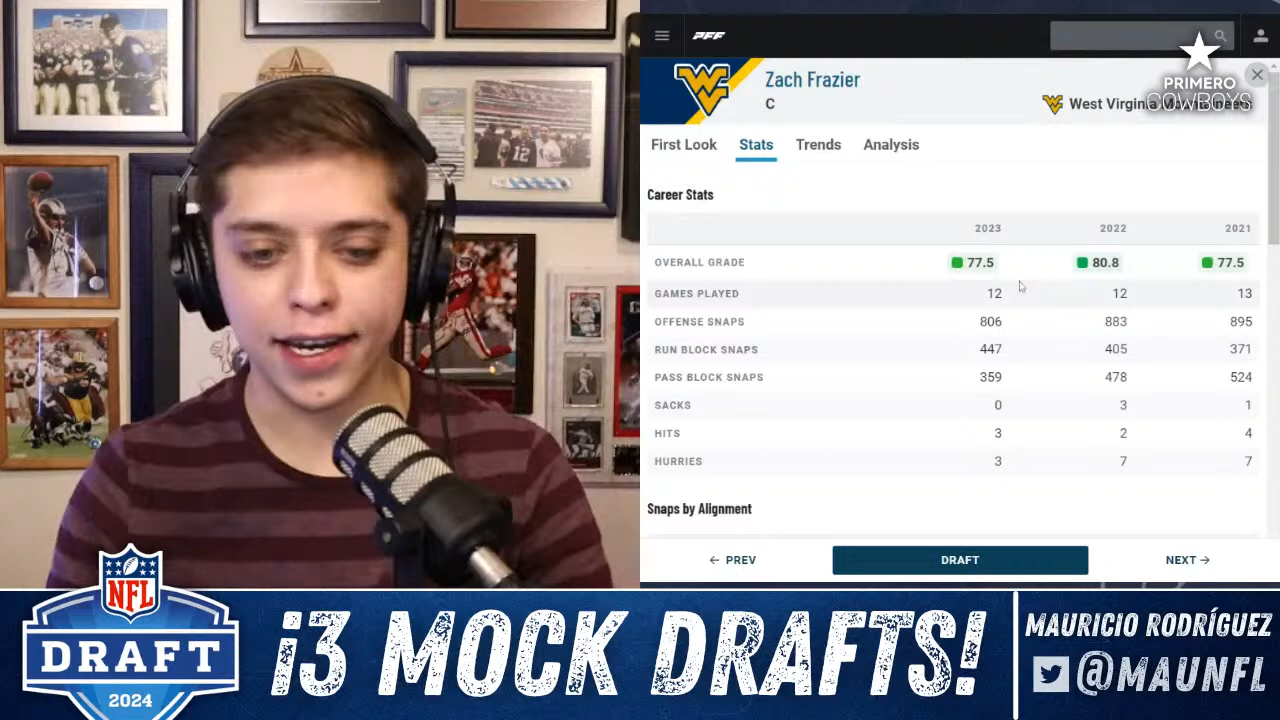 PFF
PRIMERO
COWBOYS
Zach Frazier
C
West Virginia Mountaineers
First Look Stats Trends Analysis
Career Stats
2023 2022 2021
OVERALL GRADE 77.5 80.8 77.5
GAMES PLAYED 12 12 13
OFFENSE SNAPS 806 883 895
RUN BLOCK SNAPS 447 405 371
PASS BLOCK SNAPS 359 478 524
SACKS 0 3 1
HITS 3 2 4
HURRIES 3 7 7
Snaps by Alignment
← PREV DRAFT NEXT →
12
NFL
DRAFT
2024
¡3 MOCK DRAFTS!
MAURICIO RODRÍGUEZ
@MAUNFL